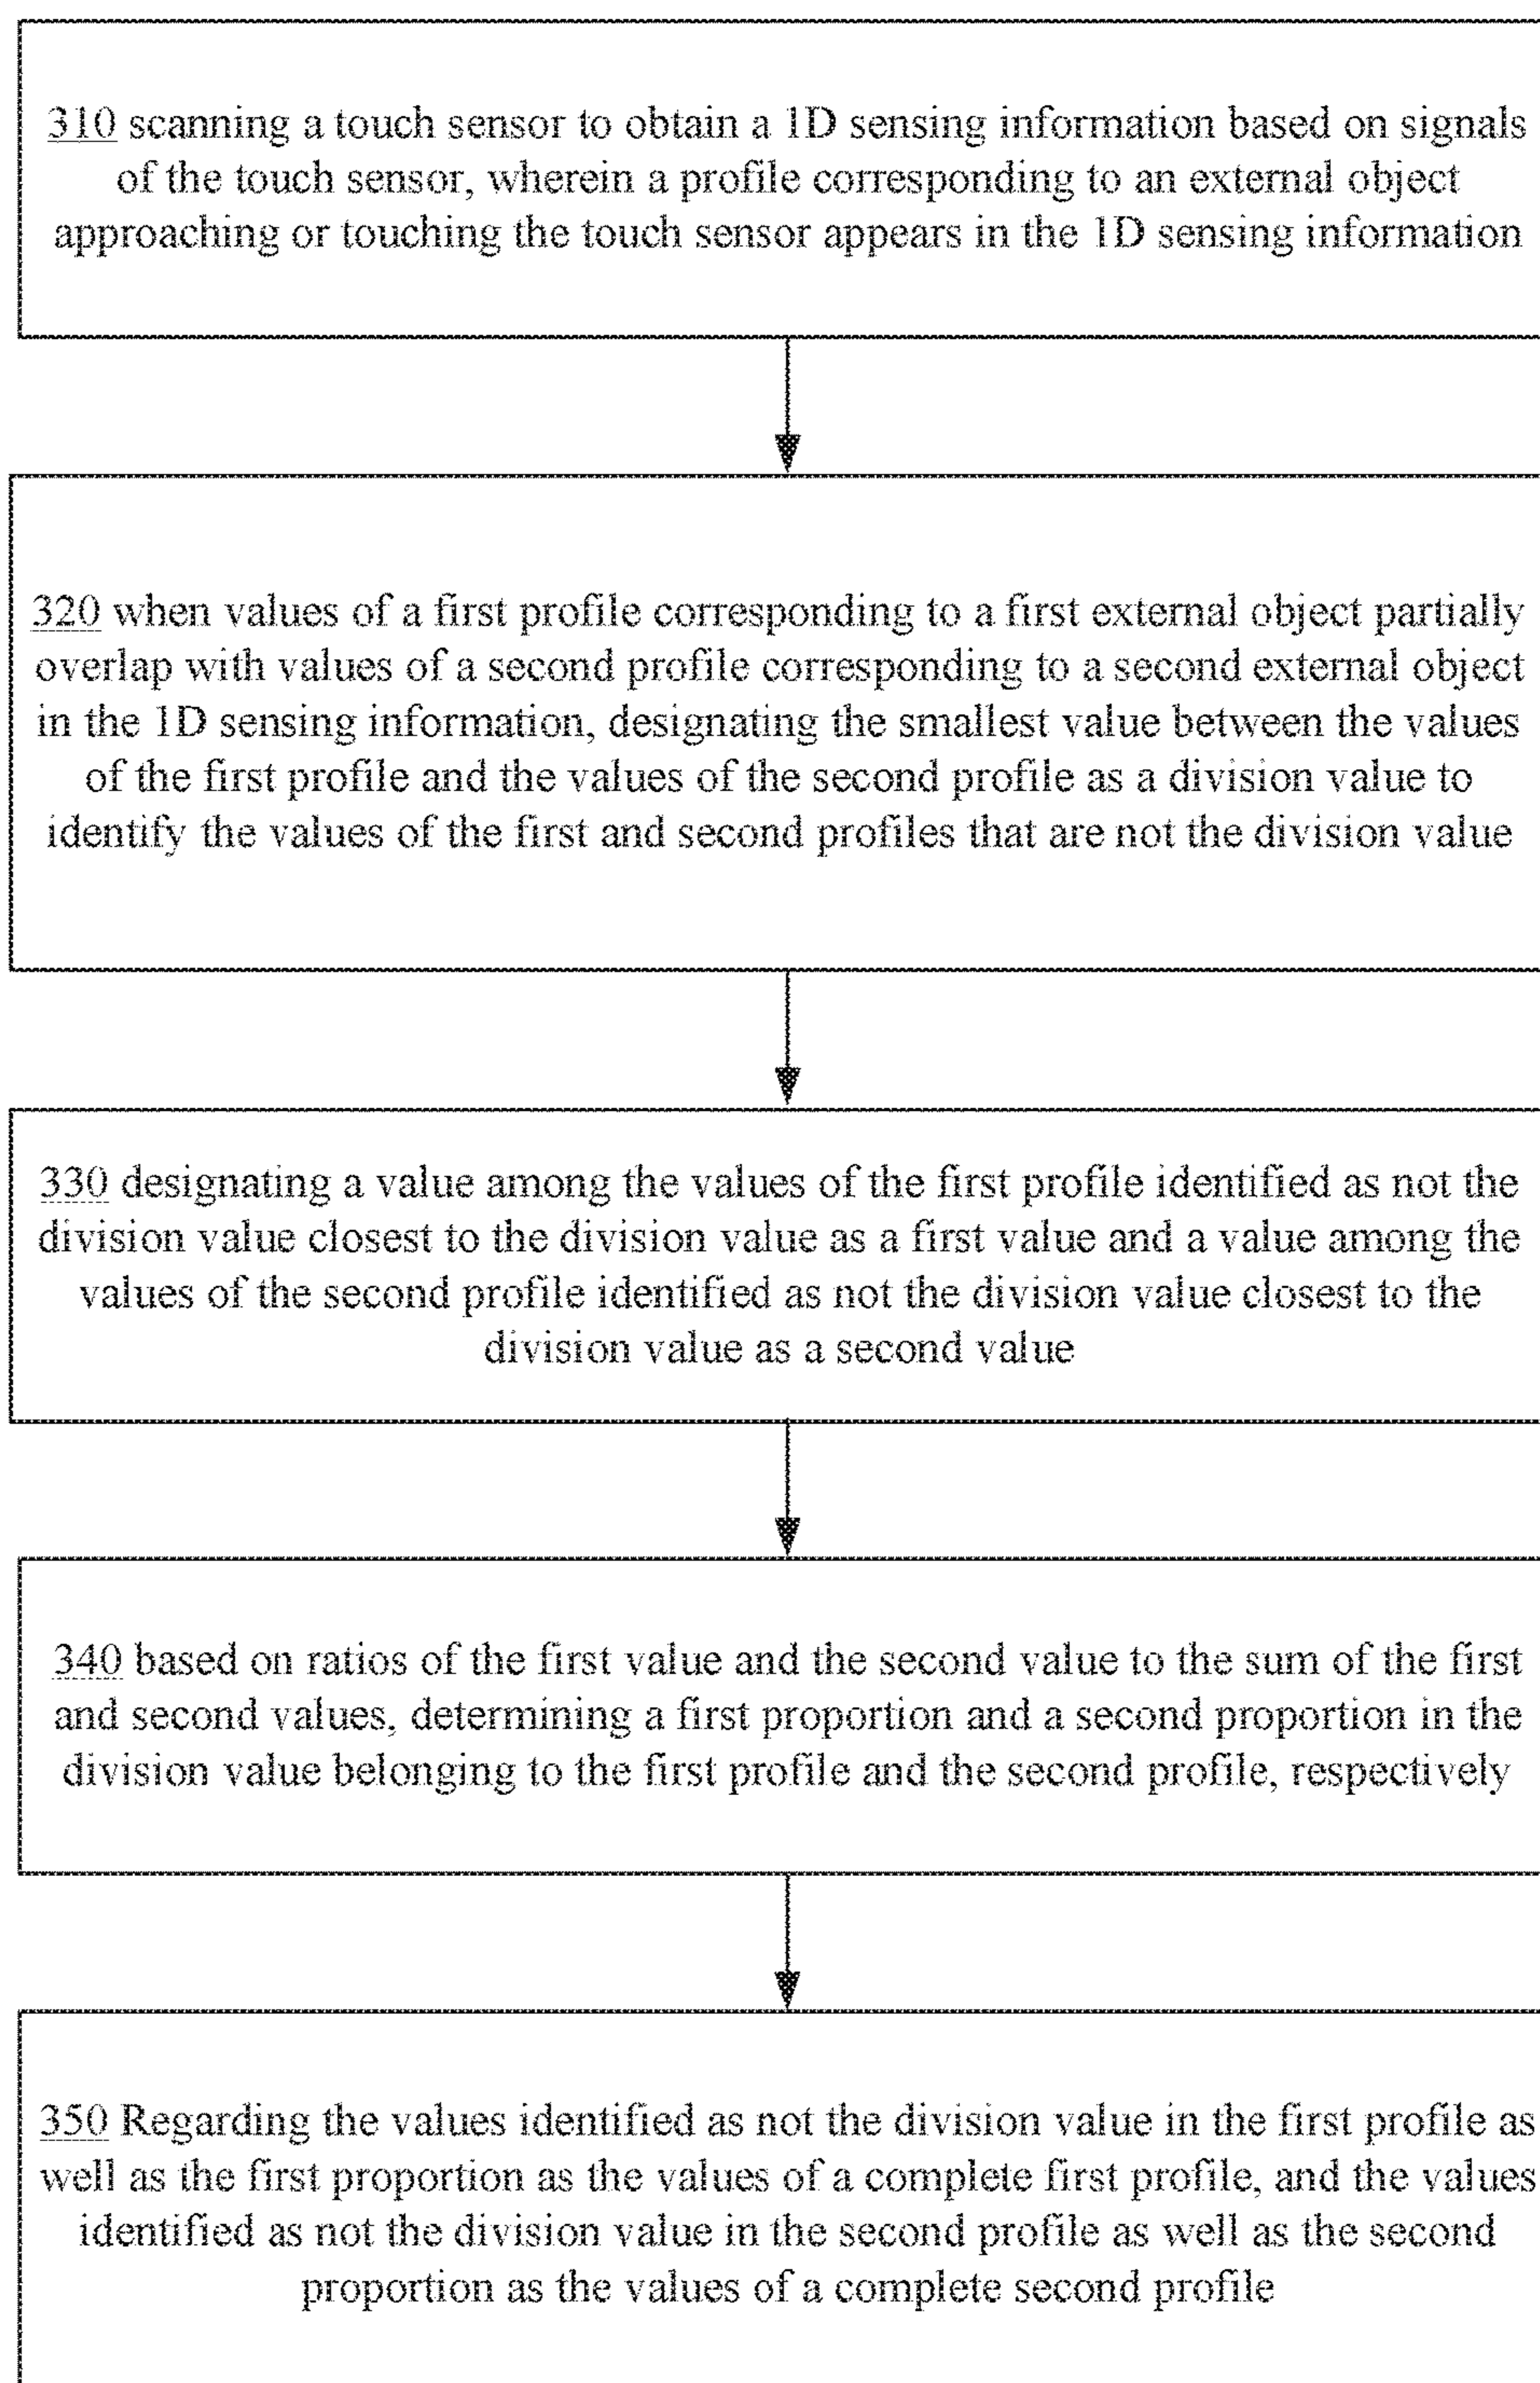 310 scanning a touch sensor to obtain a 1D sensing information based on signals
of the touch sensor, wherein a profile corresponding to an external object
approaching or touching the touch sensor appears in the 1D sensing information
320 when values of a first profile corresponding to a first external object partially
overlap with values of a second profile corresponding to a second external object
in the 1D sensing information, designating the smallest value between the values
of the first profile and the values of the second profile as a division value to
identify the values of the first and second profiles that are not the division value
330 designating a value among the values of the first profile identified as not the
division value closest to the division value as a first value and a value among the
values of the second profile identified as not the division value closest to the
division value as a second value
340 based on ratios of the first value and the second value to the sum of the first
and second values, determining a first proportion and a second proportion in the
division value belonging to the first profile and the second profile, respectively
350 Regarding the values identified as not the division value in the first profile as
well as the first proportion as the values of a complete first profile, and the values
identified as not the division value in the second profile as well as the second
proportion as the values of a complete second profile